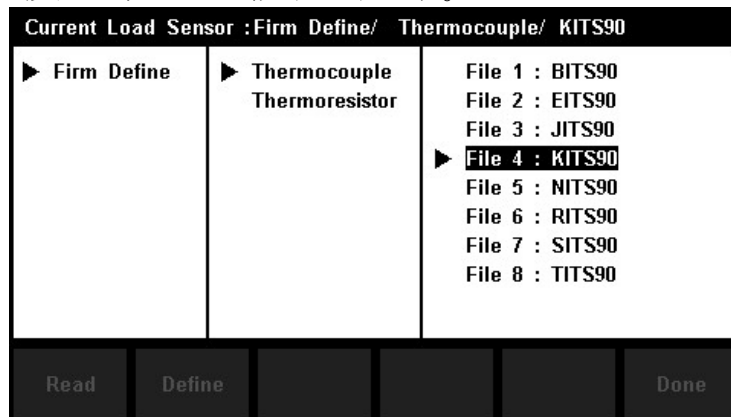 Current Load Sensor :Firm Define/ Thermocouple/ KITS90
Firm Define
Thermocouple
Thermoresistor
File 1 : BITS90
File 2 : EITS90
File 3 : JITS90
File 4 : KITS90
File 5 : NITS90
File 6 : RITS90
File 7 : SITS90
File 8 : TITS90
Read Define Done